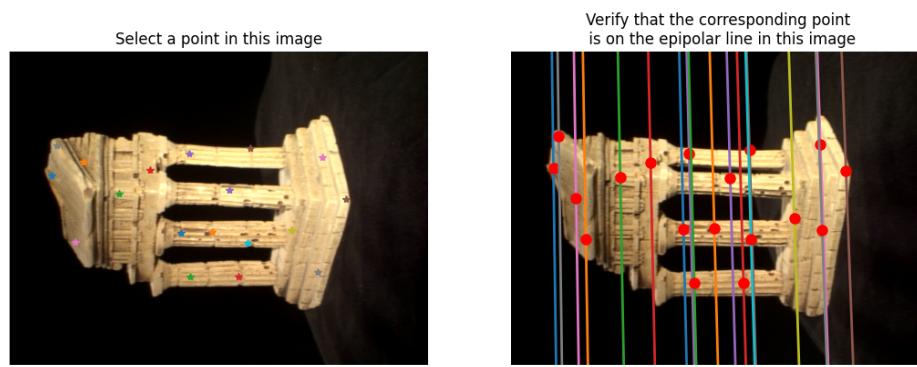 Select a point in this image
Verify that the corresponding point
is on the epipolar line in this image